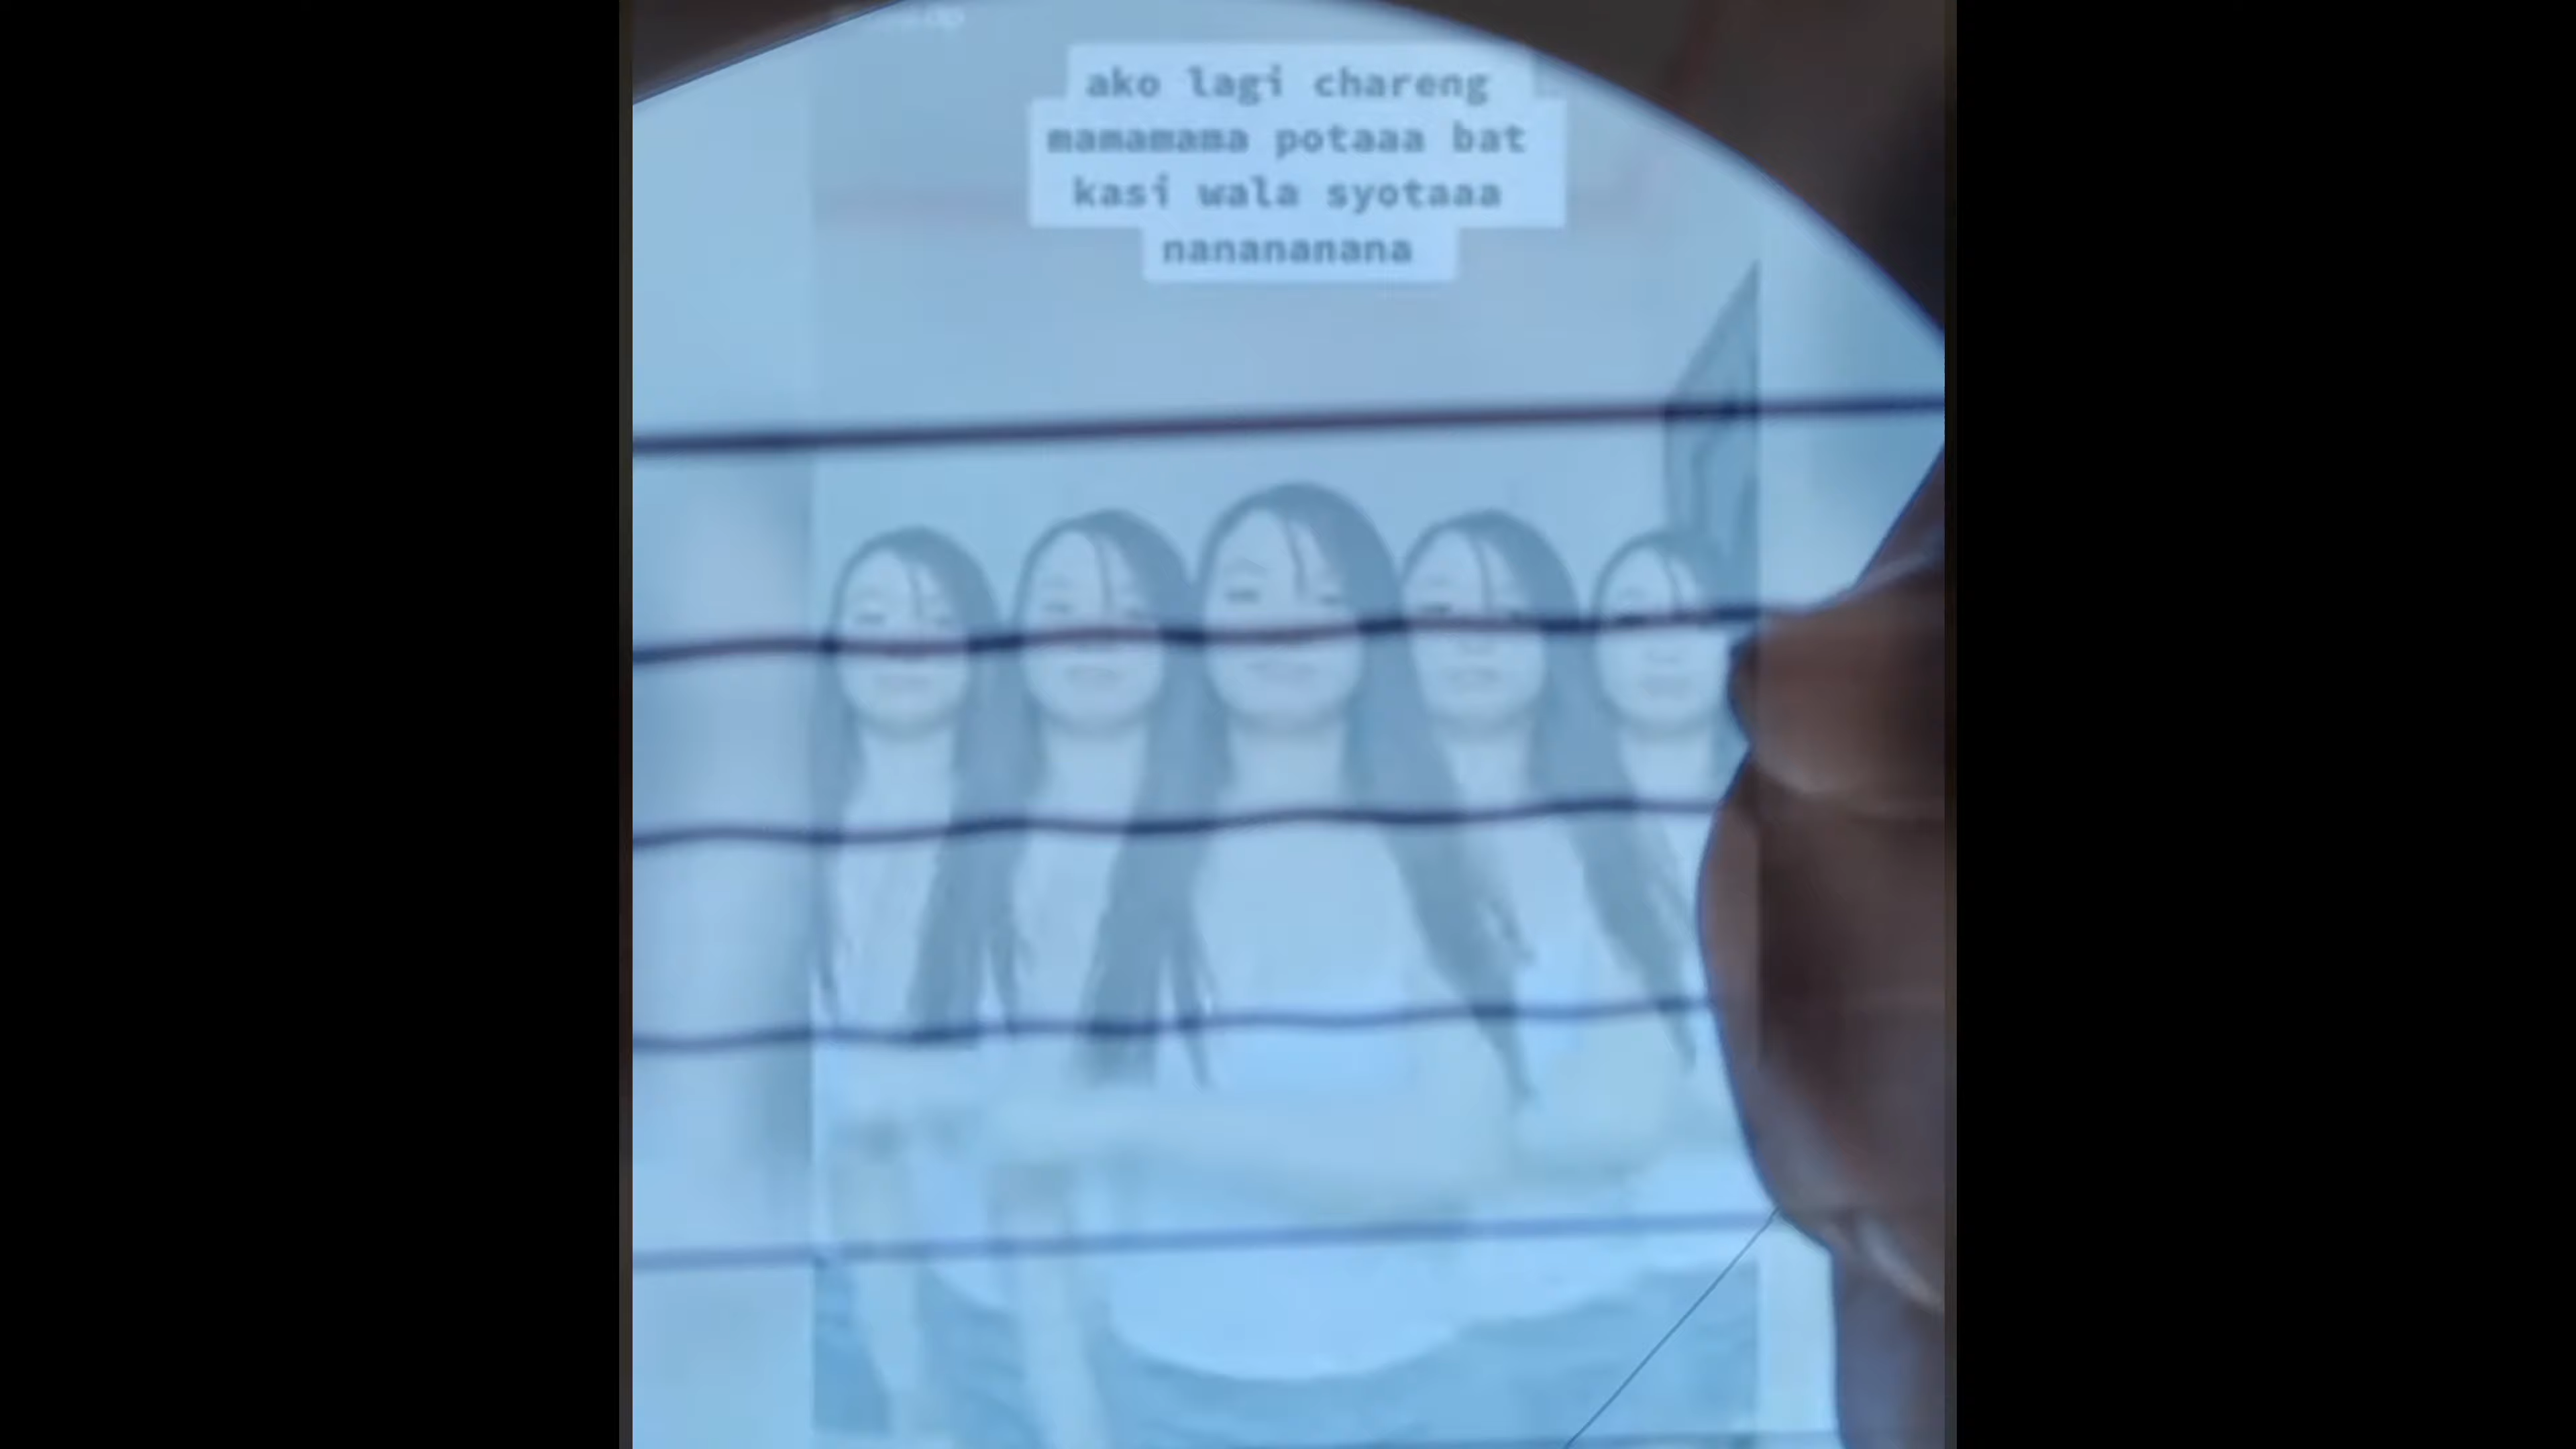 ako lagi chareng
mamamama potaaa bat
kasi wala syotaaa
nanananana